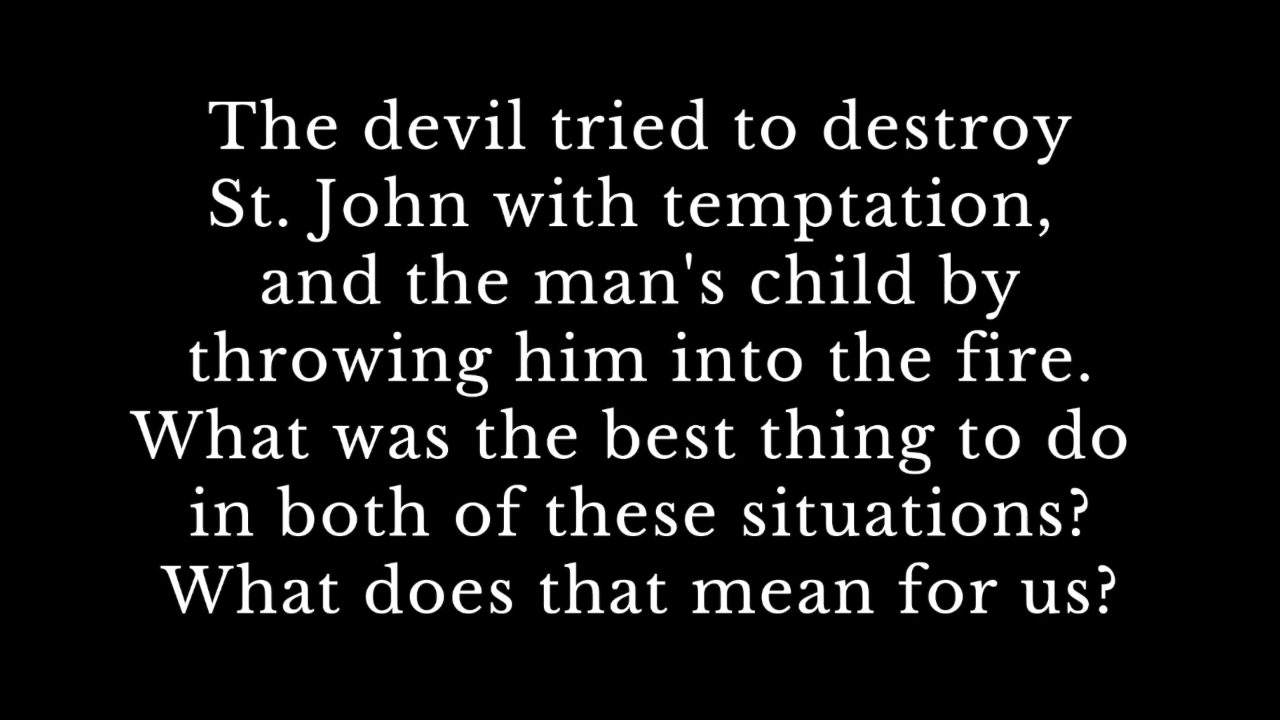 The devil tried to destroy
St. John with temptation,
and the man's child by
throwing him into the fire.
What was the best thing to do
in both of these situations?
What does that mean for us?